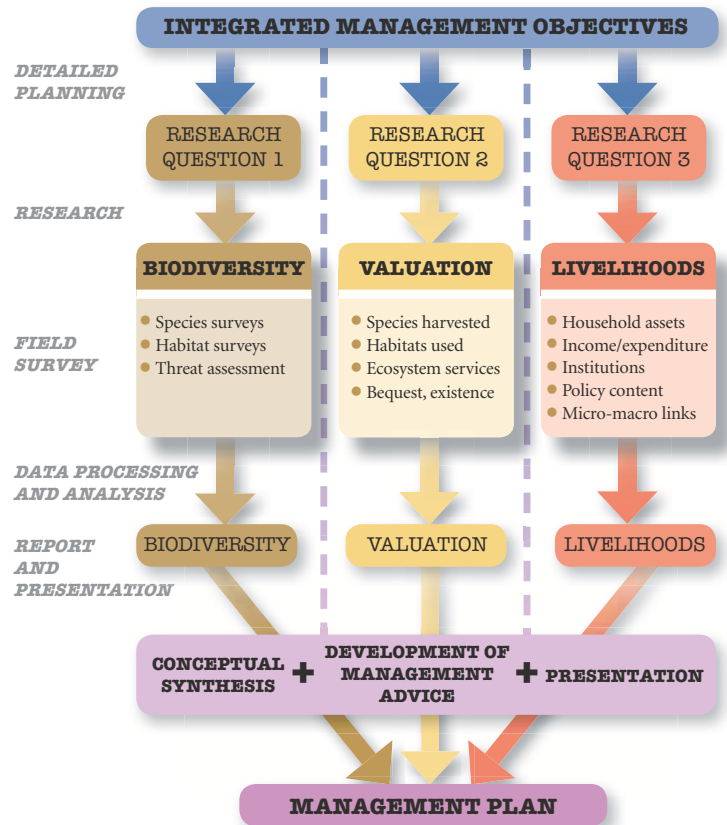 INTEGRATED MANAGEMENT OBJECTIVES
DETAILED
PLANNING
RESEARCH
QUESTION 1
RESEARCH
QUESTION 2
RESEARCH
QUESTION 3
RESEARCH
BIODIVERSITY
VALUATION
LIVELIHOODS
FIELD
SURVEY
Species surveys
Habitat surveys
Threat assessment
Species harvested
Habitats used
Ecosystem services
Bequest, existence
Household assets
Income/expenditure
Institutions
Policy content
Micro-macro links
DATA PROCESSING
AND ANALYSIS
REPORT
AND
PRESENTATION
BIODIVERSITY
VALUATION
LIVELIHOODS
CONCEPTUAL
SYNTHESIS
+
DEVELOPMENT OF
MANAGEMENT
ADVICE
+
PRESENTATION
MANAGEMENT PLAN